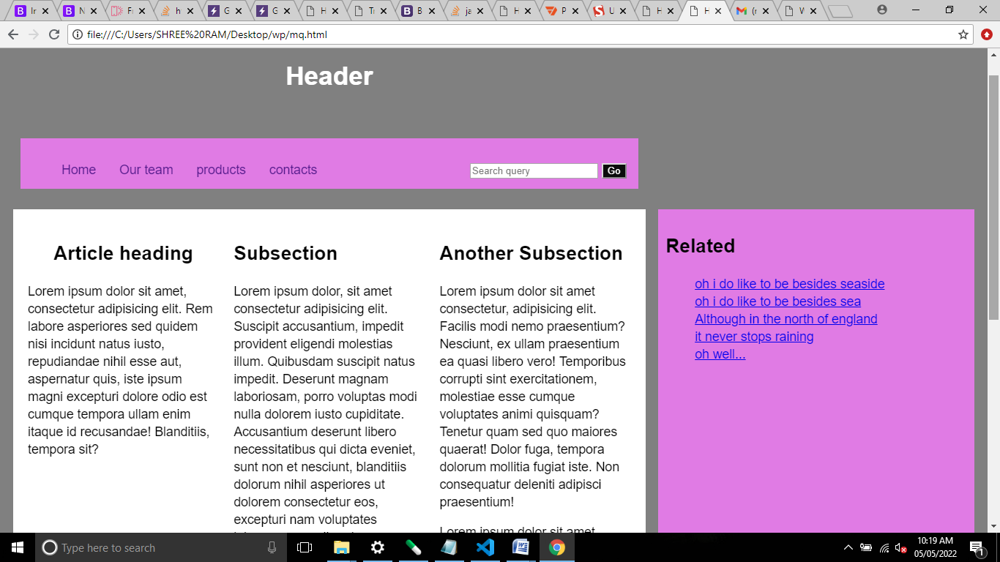 Ir
N
Fr
h
G
G
H
Tr
B
ja
H
P
U
H
H
(r
W
file:///C:/Users/SHREE%20RAM/Desktop/wp/mq.html
Header
Home Our team products contacts Search query Go
Article heading
Lorem ipsum dolor sit amet,
consectetur adipisicing elit. Rem
labore asperiores sed quidem
nisi incidunt natus iusto,
repudiandae nihil esse aut,
aspernatur quis, iste ipsum
magni excepturi dolore odio est
cumque tempora ullam enim
itaque id recusandae! Blanditiis,
tempora sit?
Subsection
Lorem ipsum dolor, sit amet
consectetur adipisicing elit.
Suscipit accusantium, impedit
provident eligendi molestias
illum. Quibusdam suscipit natus
impedit. Deserunt magnam
laboriosam, porro voluptas modi
nulla dolorem iusto cupiditate.
Accusantium deserunt libero
necessitatibus qui dicta eveniet,
sunt non et nesciunt, blanditiis
dolorum nihil asperiores ut
dolorem consectetur eos,
excepturi nam voluptates
Another Subsection
Lorem ipsum dolor sit amet
consectetur, adipisicing elit.
Facilis modi nemo praesentium?
Nesciunt, ex ullam praesentium
ea quasi libero vero! Temporibus
corrupti sint exercitationem,
molestiae esse cumque
voluptates animi quisquam?
Tenetur quam sed quo maiores
quaerat! Dolor fuga, tempora
dolorum mollitia fugiat iste. Non
consequatur deleniti adipisci
praesentium!
Lorem ipsum dolor sit amet
Related
oh i do like to be besides seaside
oh i do like to be besides sea
Although in the north of england
it never stops raining
oh well...
Type here to search
10:19 AM
05/05/2022
1